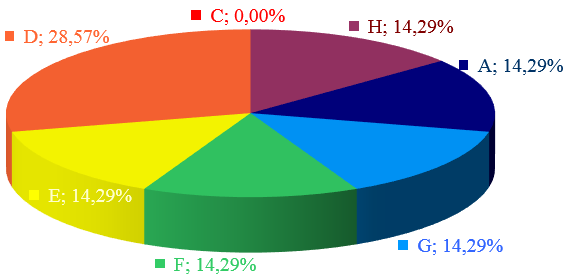 C; 0,00%
H; 14,29%
D; 28,57%
A; 14,29%
E; 14,29%
G; 14,29%
F; 14,29%